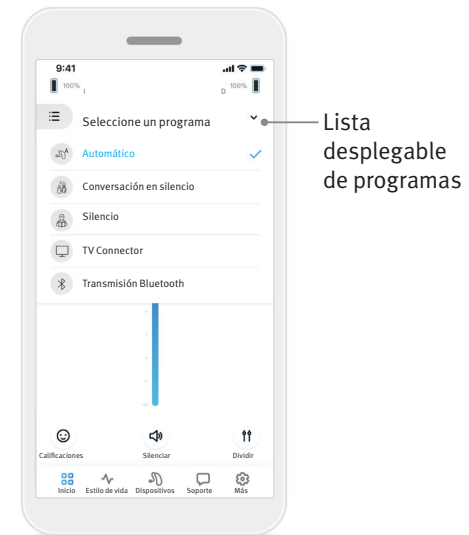 9:41
100% I
D 100%
Seleccione un programa
Lista
desplegable
de programas
Automático
Conversación en silencio
Silencio
TV Connector
Transmisión Bluetooth
Calificaciones Silenciar Dividir
Inicio Estilo de vida Dispositivos Soporte Más